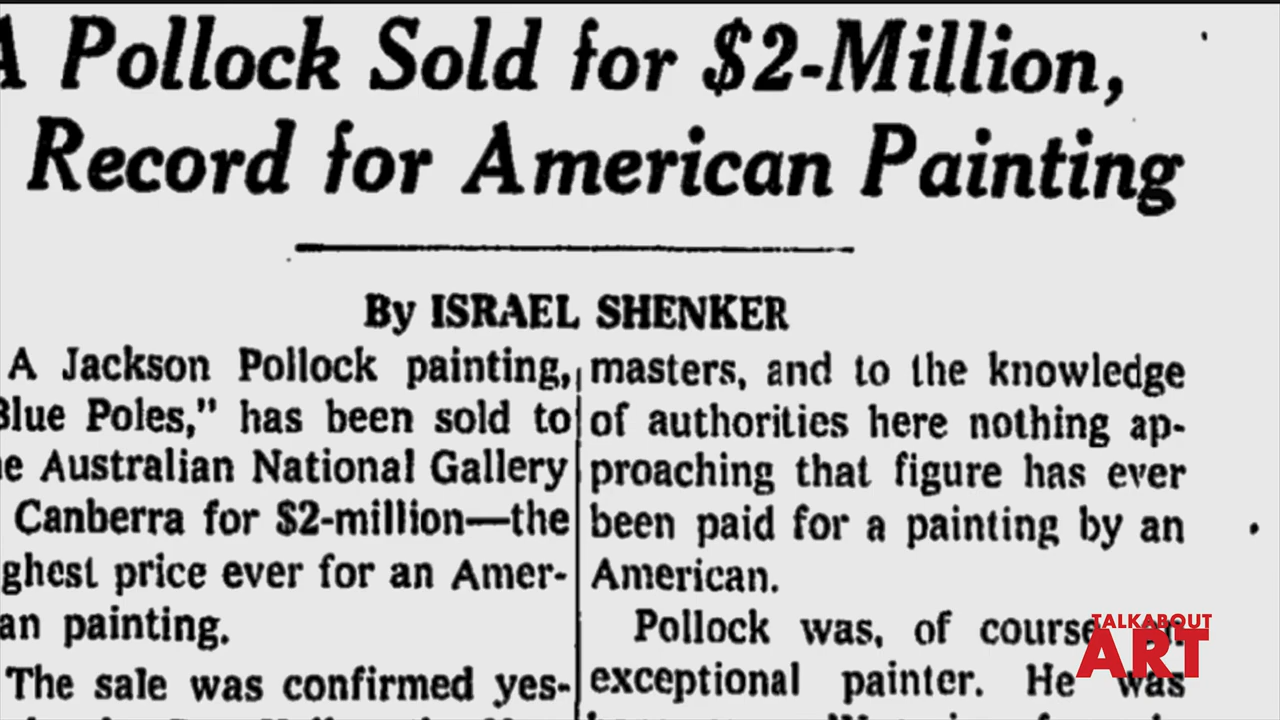 A Pollock Sold for $2-Million,
Record for American Painting
By ISRAEL SHENKER
A Jackson Pollock painting,
Blue Poles," has been sold to
e Australian National Gallery
Canberra for $2-million—the
ghest price ever for an Amer-
an painting.
The sale was confirmed yes-
masters, and to the knowledge
of authorities here nothing ap-
proaching that figure has ever
been paid for a painting by an
American.
Pollock was, of course
exceptional painter. He was
TALKABOUT
ART